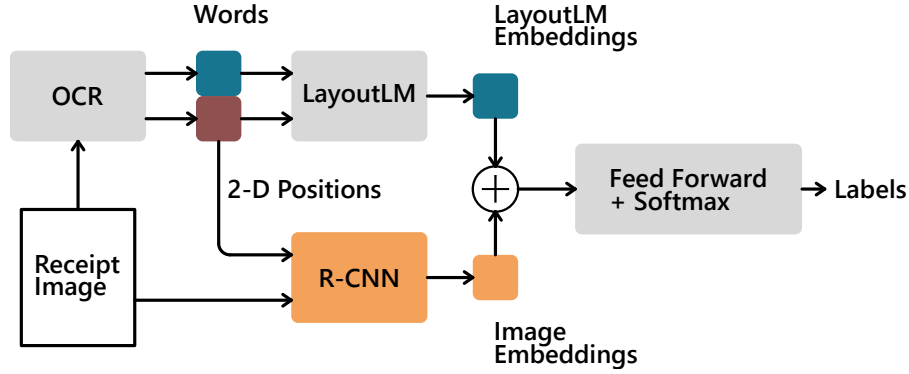 Words
LayoutLM
Embeddings
OCR
LayoutLM
2-D Positions
Feed Forward
+ Softmax
Labels
Receipt
Image
R-CNN
Image
Embeddings